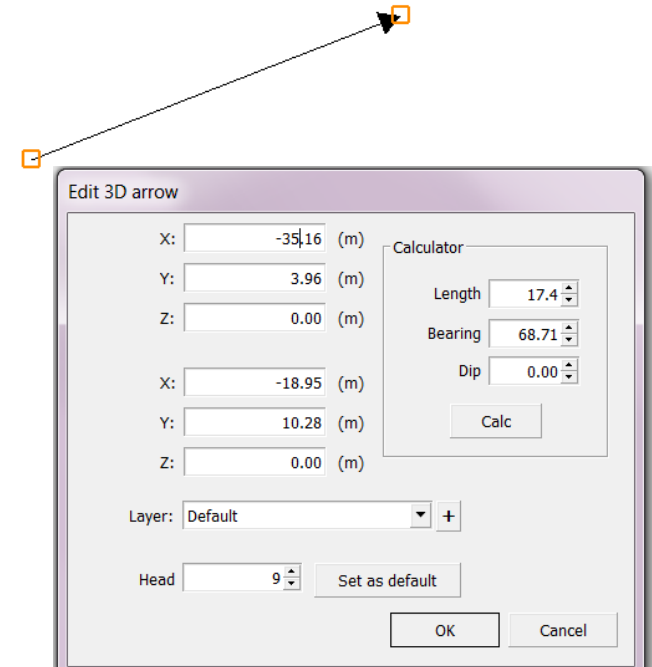 Edit 3D arrow
X: -35.16 (m)
Y: 3.96 (m)
Z: 0.00 (m)
X: -18.95 (m)
Y: 10.28 (m)
Z: 0.00 (m)
Calculator
Length 17.4
Bearing 68.71
Dip 0.00
Calc
Layer: Default +
Head 9 Set as default
OK Cancel